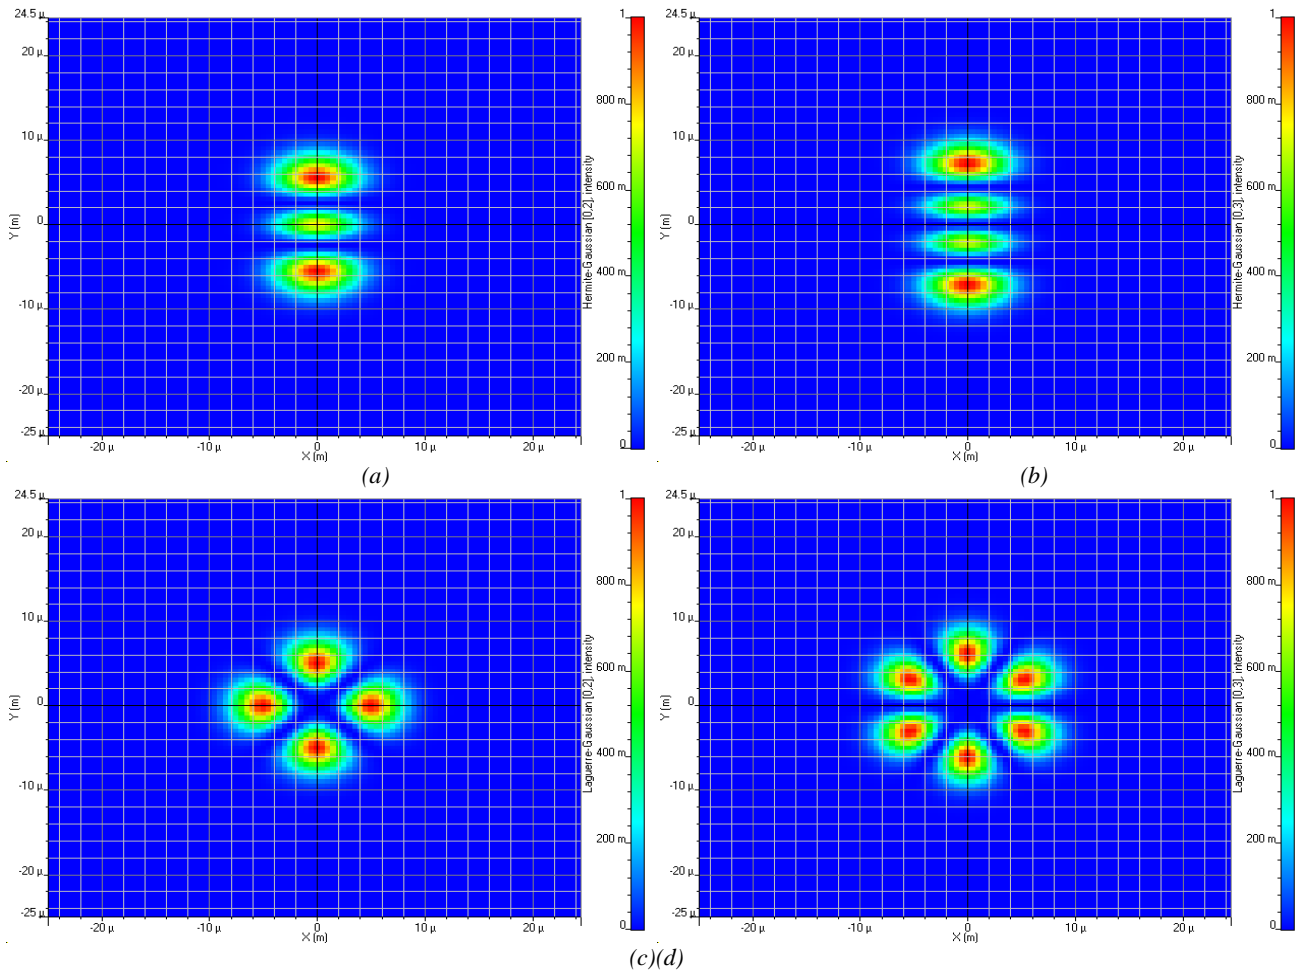 24.5 µ
20 µ
10 µ
0
-10 µ
-20 µ
-25 µ
Y (m)
-20 µ
-10 µ
0
10 µ
20 µ
X (m)
1
800 m
600 m
400 m
200 m
0
Hermite-Gaussian [0,2], intensity
24.5 µ
20 µ
10 µ
0
-10 µ
-20 µ
-25 µ
Y (m)
-20 µ
-10 µ
0
10 µ
20 µ
X (m)
1
800 m
600 m
400 m
200 m
0
Hermite-Gaussian [0,3], intensity
(a)
(b)
24.5 µ
20 µ
10 µ
0
-10 µ
-20 µ
-25 µ
Y (m)
-20 µ
-10 µ
0
10 µ
20 µ
X (m)
1
800 m
600 m
400 m
200 m
0
Laguerre-Gaussian [0,2], intensity
24.5 µ
20 µ
10 µ
0
-10 µ
-20 µ
-25 µ
Y (m)
-20 µ
-10 µ
0
10 µ
20 µ
X (m)
1
800 m
600 m
400 m
200 m
0
Laguerre-Gaussian [0,3], intensity
(c)(d)